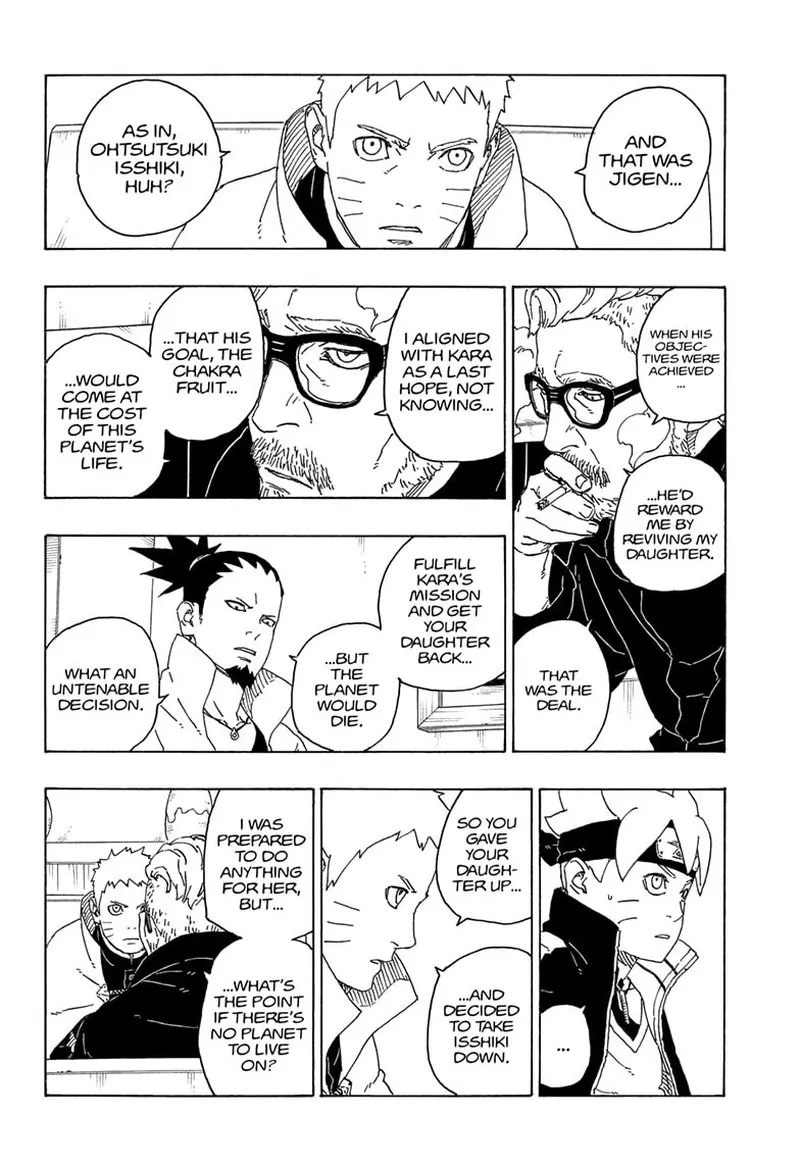 AND
THAT WAS
JIGEN...
AS IN,
OHTSUTSUKI
ISSHIKI,
HUH?
WHEN HIS
OBJEC-
TIVES WERE
ACHIEVED
...
...HE'D
REWARD
ME BY
REVIVING MY
DAUGHTER.
THAT
WAS THE
DEAL.
I ALIGNED
WITH KARA
AS A LAST
HOPE, NOT
KNOWING...
...THAT HIS
GOAL, THE
CHAKRA
FRUIT...
...WOULD
COME AT
THE COST
OF THIS
PLANET'S
LIFE.
FULFILL
KARA'S
MISSION
AND GET
YOUR
DAUGHTER
BACK...
...BUT
THE
PLANET
WOULD
DIE.
WHAT AN
UNTENABLE
DECISION.
...
SO YOU
GAVE
YOUR
DAUGH-
TER UP...
...AND
DECIDED
TO TAKE
ISSHIKI
DOWN.
I WAS
PREPARED
TO DO
ANYTHING
FOR HER,
BUT...
...WHAT'S
THE POINT
IF THERE'S
NO PLANET
TO LIVE
ON?